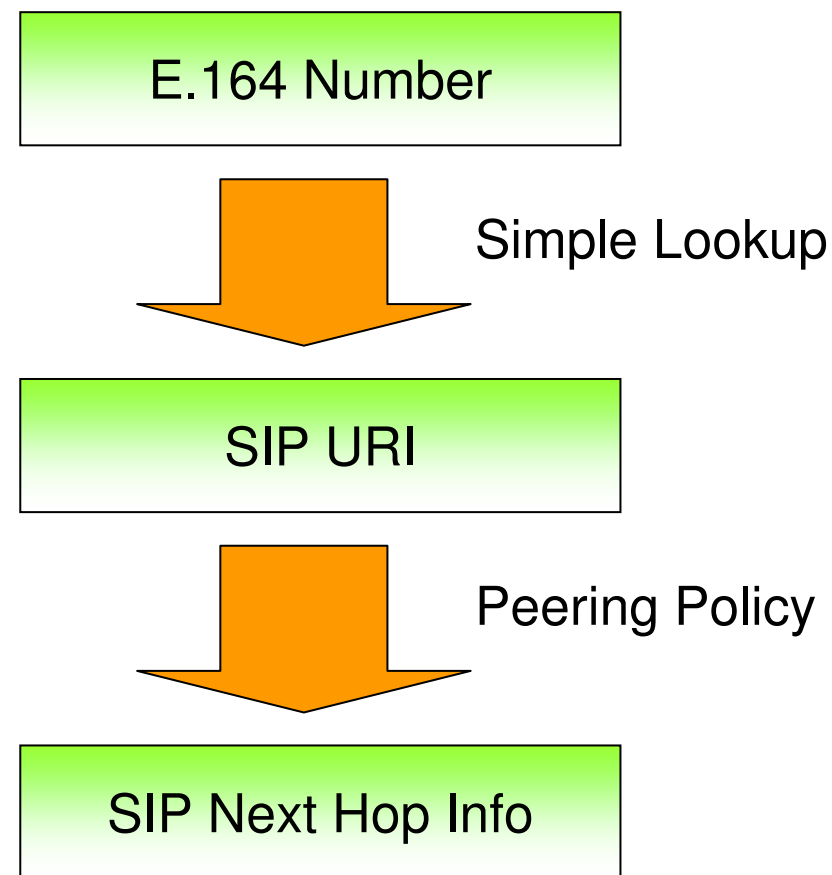 E.164 Number
Simple Lookup
SIP URI
Peering Policy
SIP Next Hop Info